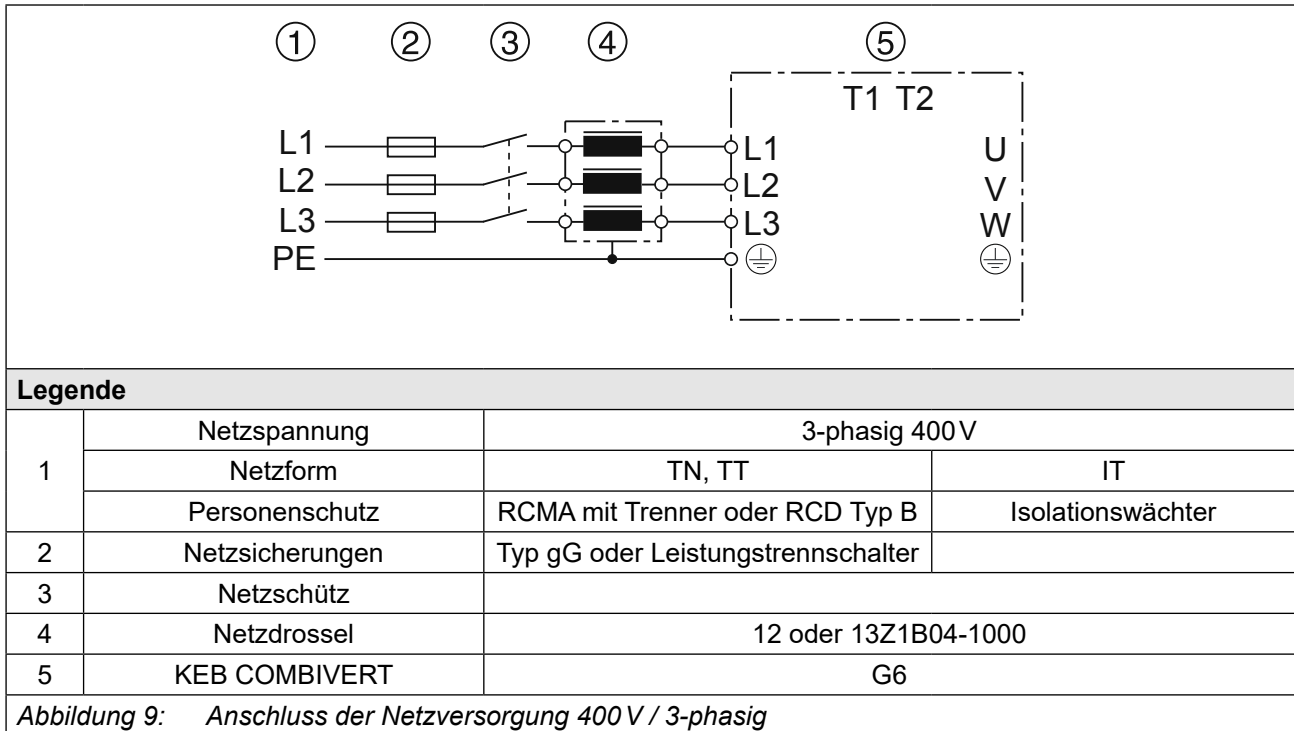 ① ② ③ ④ ⑤
T1 T2
L1 L1 U
L2 L2 V
L3 L3 W
PE
Legende
1 Netzspannung 3-phasig 400 V
Netzform TN, TT IT
Personenschutz RCMA mit Trenner oder RCD Typ B Isolationswächter
2 Netzsicherungen Typ gG oder Leistungstrennschalter
3 Netzschütz
4 Netzdrossel 12 oder 13Z1B04-1000
5 KEB COMBIVERT G6
Abbildung 9: Anschluss der Netzversorgung 400 V / 3-phasig